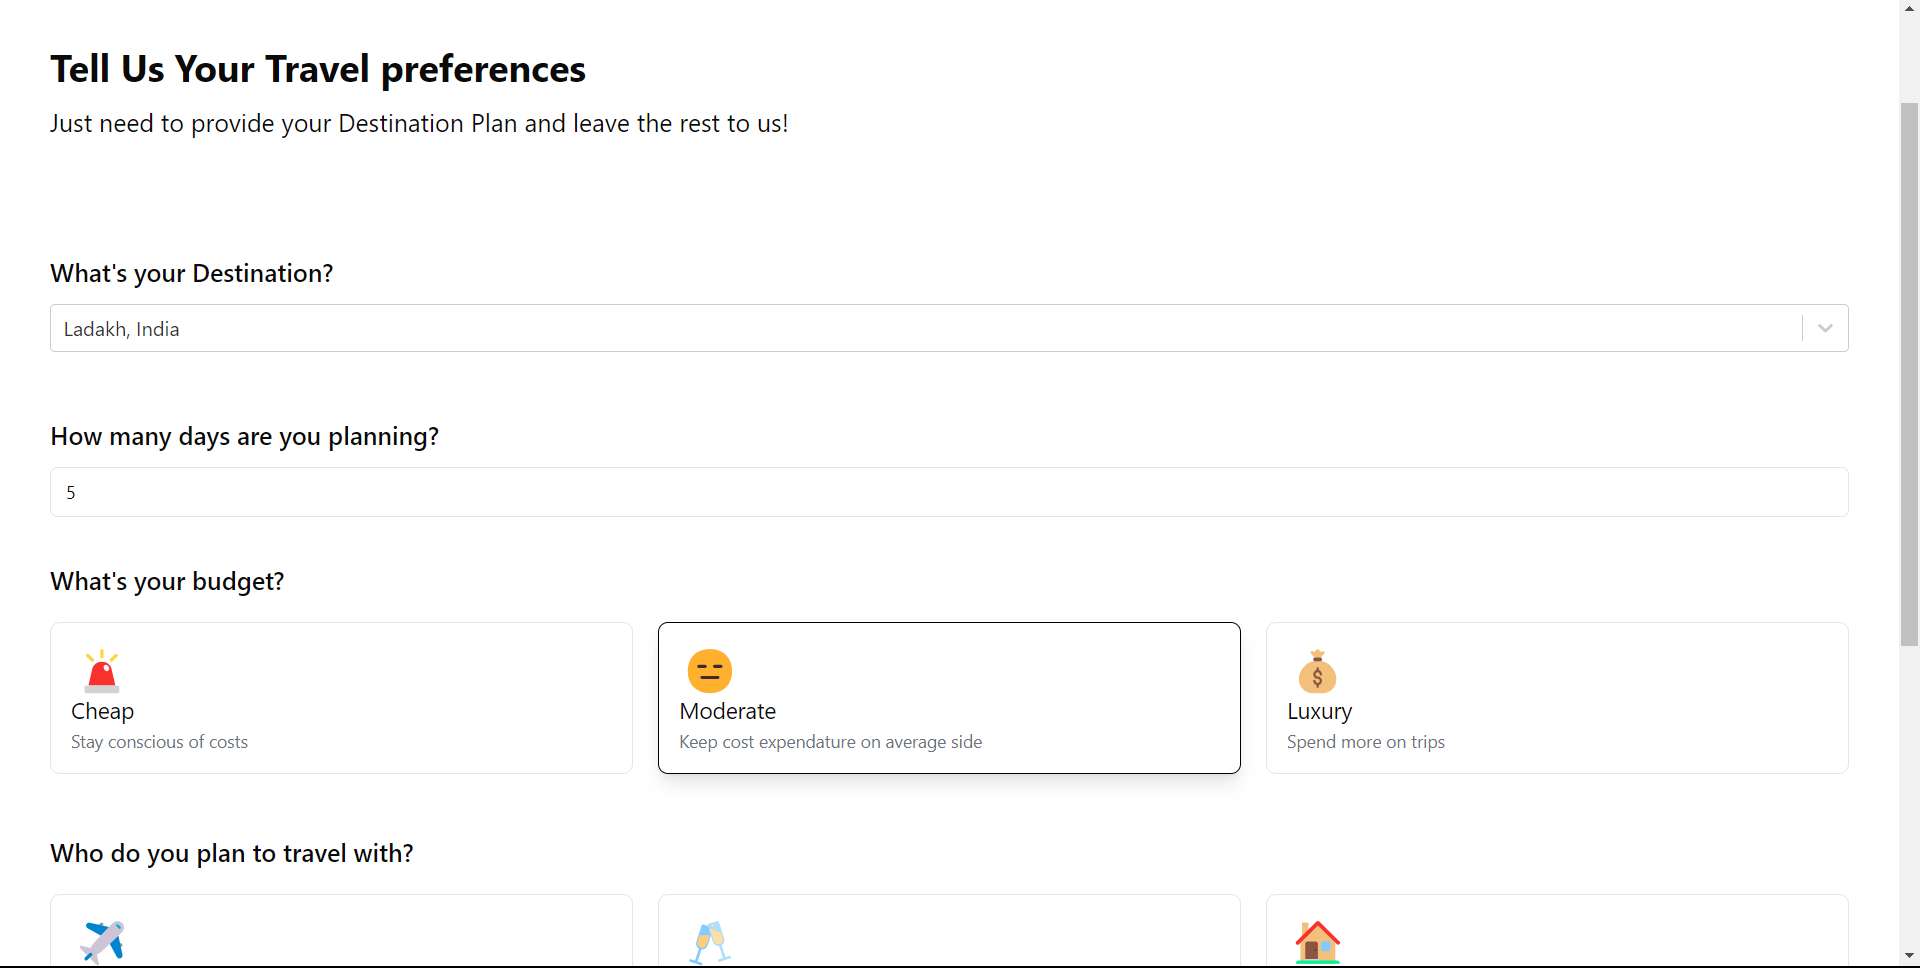 Tell Us Your Travel preferences
Just need to provide your Destination Plan and leave the rest to us!
What's your Destination?
Ladakh, India
How many days are you planning?
5
What's your budget?
Cheap
Stay conscious of costs
Moderate
Keep cost expendature on average side
$
Luxury
Spend more on trips
Who do you plan to travel with?